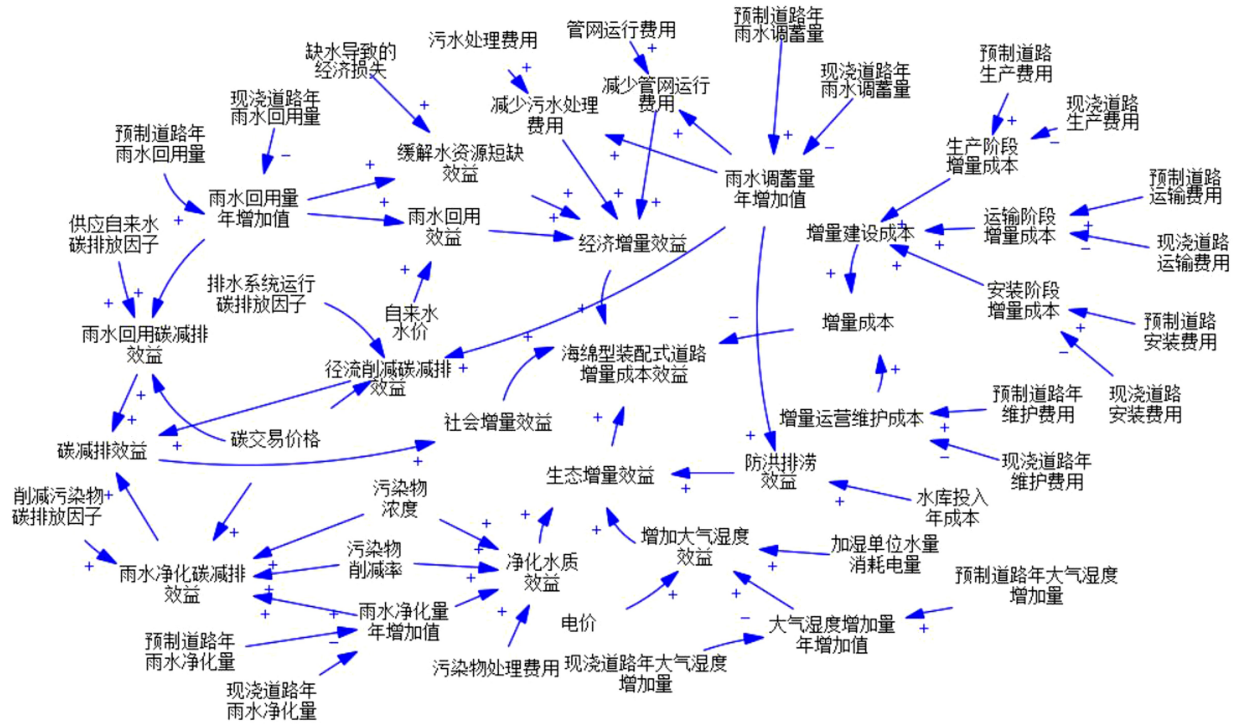 缺水导致的
经济损失
污水处理费用
管网运行费用
预制道路年
雨水调蓄量
预制道路
生产费用
现浇道路年
雨水回用量
减少污水处理
费用
减少管网运行
费用
现浇道路年
雨水调蓄量
现浇道路
生产费用
预制道路年
雨水回用量
缓解水资源短缺
效益
生产阶段
增量成本
雨水回用量
年增加值
雨水调蓄量
年增加值
预制道路
运输费用
供应自来水
碳排放因子
雨水回用
效益
经济增量效益
增量建设成本
运输阶段
增量成本
现浇道路
运输费用
排水系统运行
碳排放因子
自来水
水价
安装阶段
增量成本
雨水回用碳减排
效益
增量成本
预制道路
安装费用
径流削减碳减排
效益
海绵型装配式道路
增量成本效益
现浇道路
安装费用
碳减排效益
碳交易价格
社会增量效益
增量运营维护成本
预制道路年
维护费用
生态增量效益
防洪排涝
效益
现浇道路年
维护费用
削减污染物
碳排放因子
污染物
浓度
水库投入
年成本
雨水净化碳减排
效益
污染物
削减率
净化水质
效益
增加大气湿度
效益
加湿单位水量
消耗电量
预制道路年大气湿度
增加量
雨水净化量
年增加值
电价
大气湿度增加量
年增加值
预制道路年
雨水净化量
污染物处理费用
现浇道路年大气湿度
增加量
现浇道路年
雨水净化量